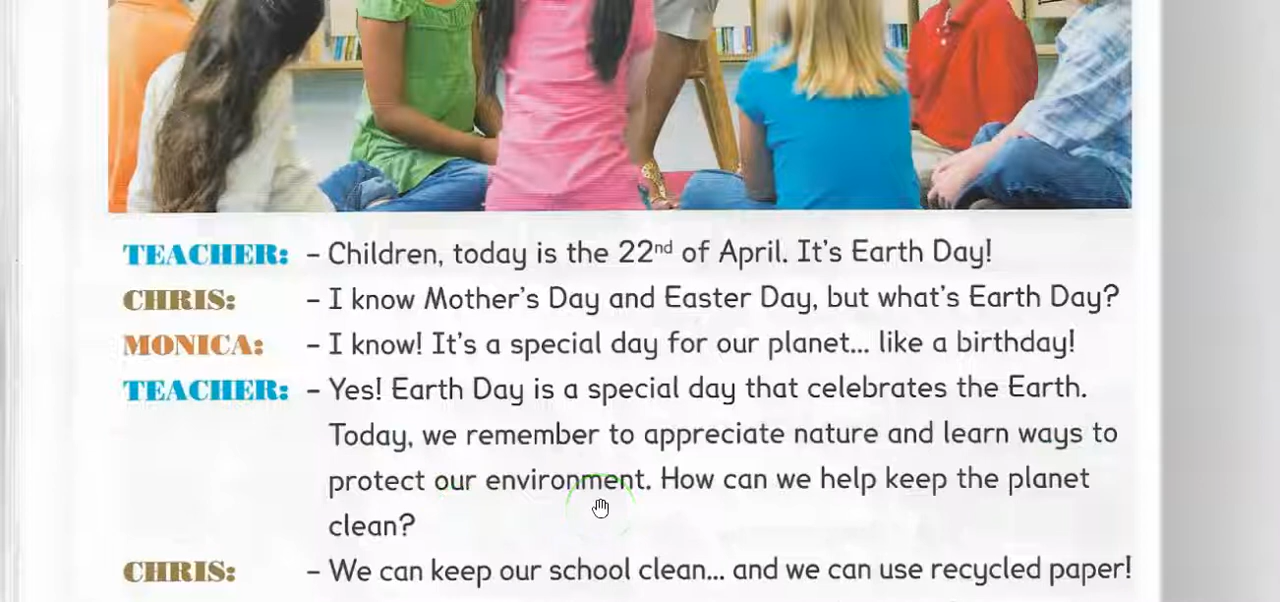 TEACHER: – Children, today is the 22nd of April. It's Earth Day!
CHRIS: – I know Mother's Day and Easter Day, but what's Earth Day?
MONICA: – I know! It's a special day for our planet... like a birthday!
TEACHER: – Yes! Earth Day is a special day that celebrates the Earth.
Today, we remember to appreciate nature and learn ways to
protect our environment. How can we help keep the planet
clean?
CHRIS: – We can keep our school clean... and we can use recycled paper!